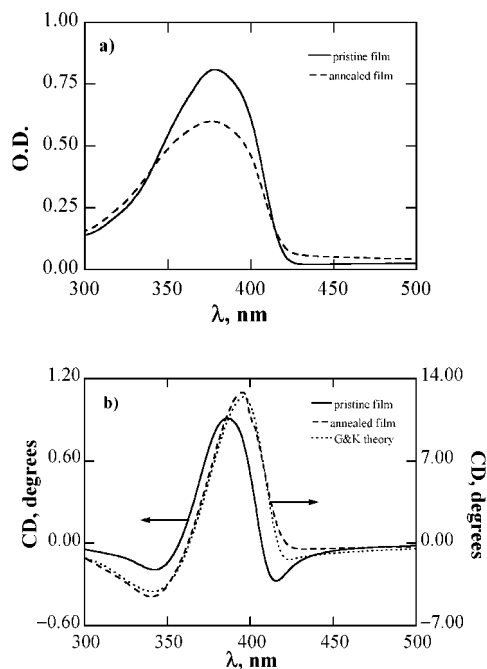 1.00
a)
pristine film
annealed film
0.75
0.50
0.25
0.00
O.D.
300 350 400 450 500
λ, nm
1.20 14.00
b)
pristine film
annealed film
G&K theory
0.60 7.00
0.00 0.00
−0.60 −7.00
CD, degrees
CD, degrees
300 350 400 450 500
λ, nm